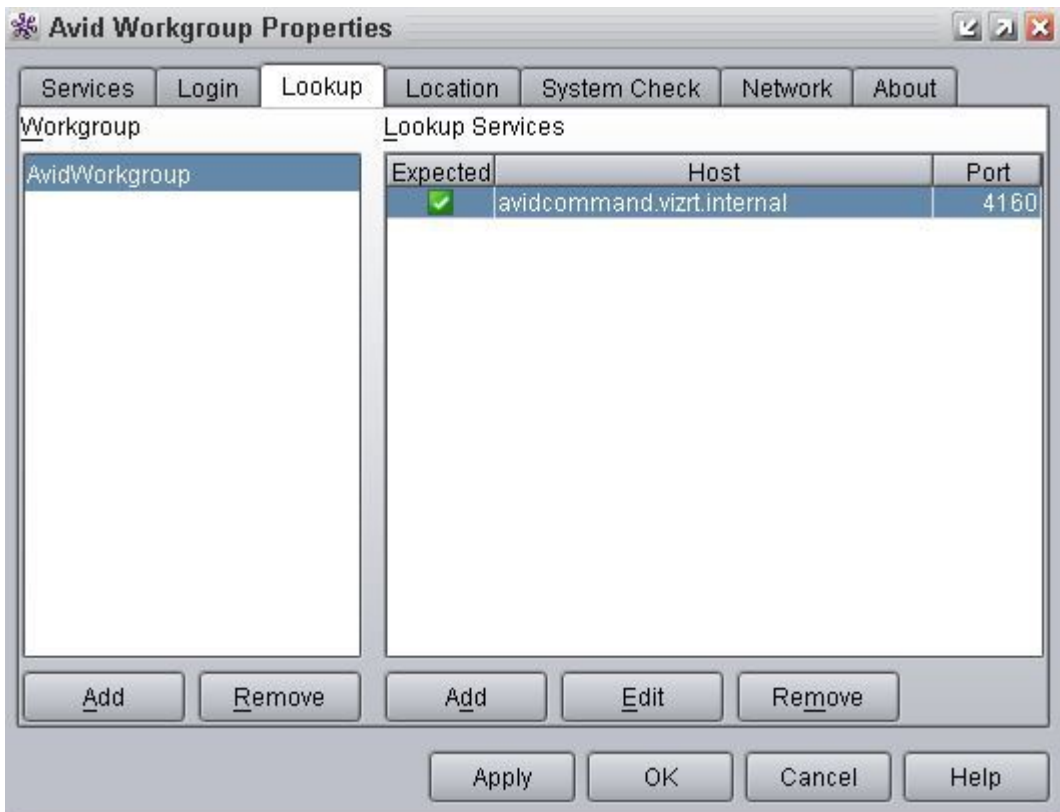 Avid Workgroup Properties
Services Login Lookup Location System Check Network About
Workgroup Lookup Services
AvidWorkgroup
Expected Host Port
avidcommand.vizrt.internal 4160
Add Remove Add Edit Remove
Apply OK Cancel Help